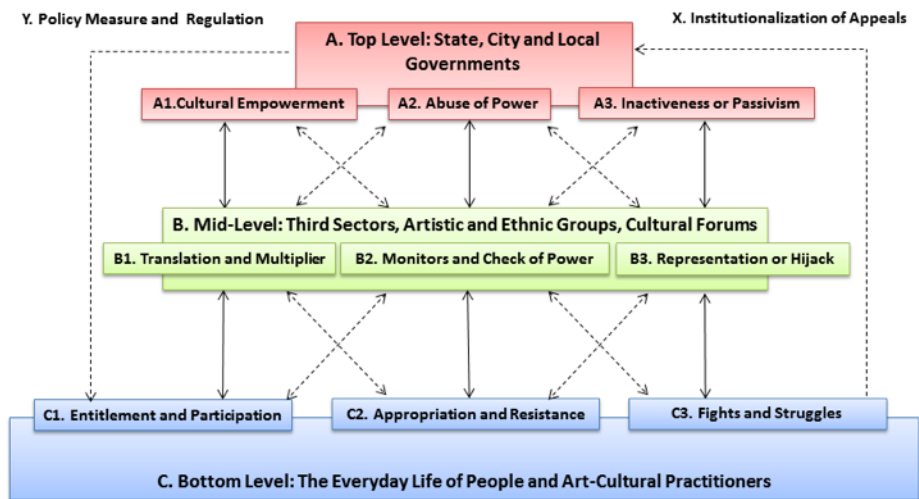 Y. Policy Measure and Regulation
X. Institutionalization of Appeals
A. Top Level: State, City and Local
Governments
A1.Cultural Empowerment
A2. Abuse of Power
A3. Inactiveness or Passivism
B. Mid-Level: Third Sectors, Artistic and Ethnic Groups, Cultural Forums
B1. Translation and Multiplier
B2. Monitors and Check of Power
B3. Representation or Hijack
C1. Entitlement and Participation
C2. Appropriation and Resistance
C3. Fights and Struggles
C. Bottom Level: The Everyday Life of People and Art-Cultural Practitioners